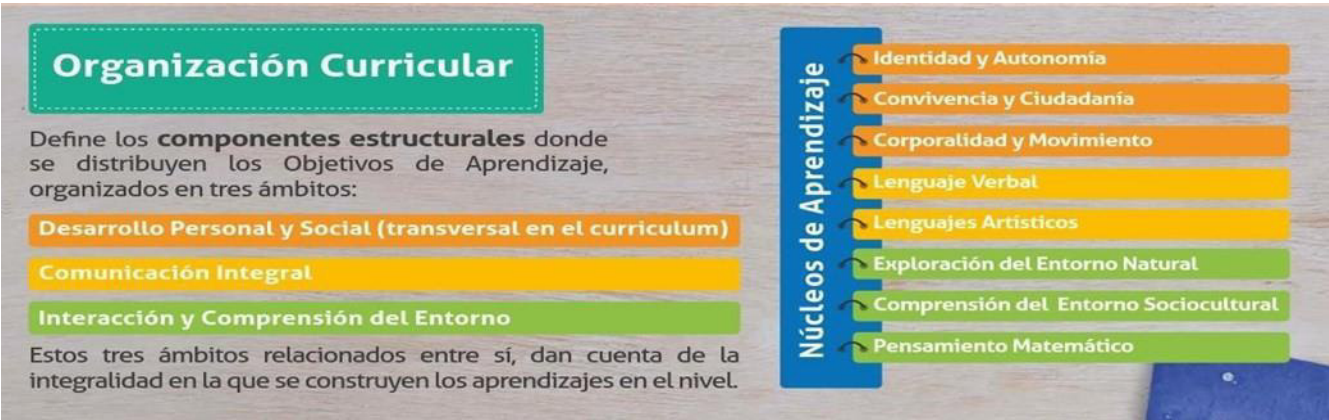 Organización Curricular
Define los componentes estructurales donde
se distribuyen los Objetivos de Aprendizaje,
organizados en tres ámbitos:
Desarrollo Personal y Social (transversal en el curriculum)
Comunicación Integral
Interacción y Comprensión del Entorno
Estos tres ámbitos relacionados entre sí, dan cuenta de la
integralidad en la que se construyen los aprendizajes en el nivel.
Núcleos de Aprendizaje
Identidad y Autonomía
Convivencia y Ciudadanía
Corporalidad y Movimiento
Lenguaje Verbal
Lenguajes Artísticos
Exploración del Entorno Natural
Comprensión del Entorno Sociocultural
Pensamiento Matemático